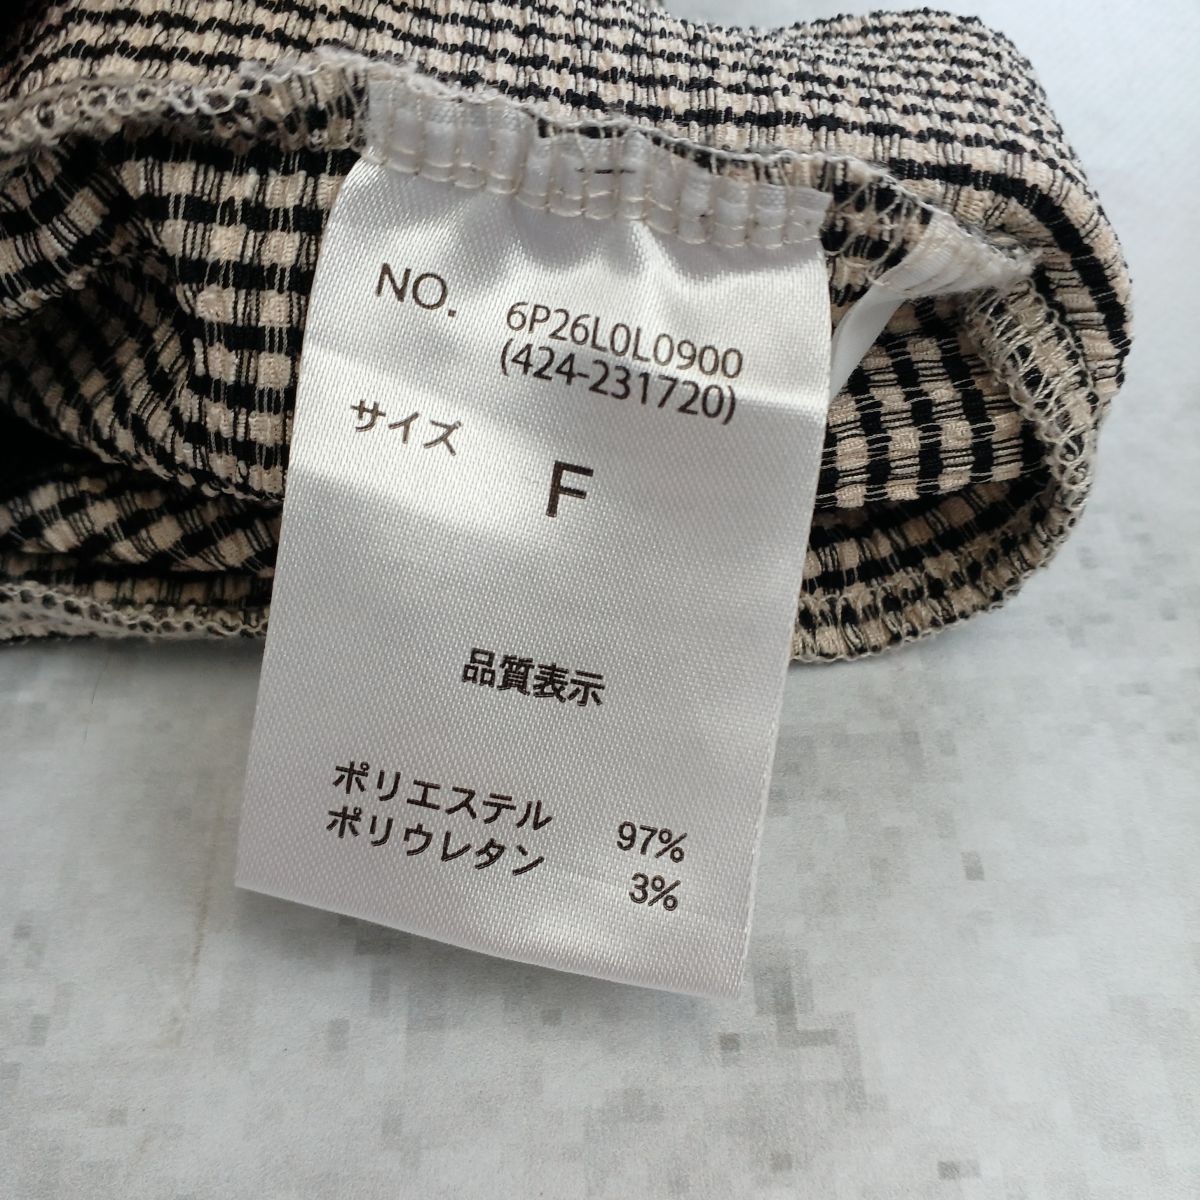 NO. 6P26L0L0900
(424-231720)
サイズ F
品質表示
ポリエステル 97%
ポリウレタン 3%